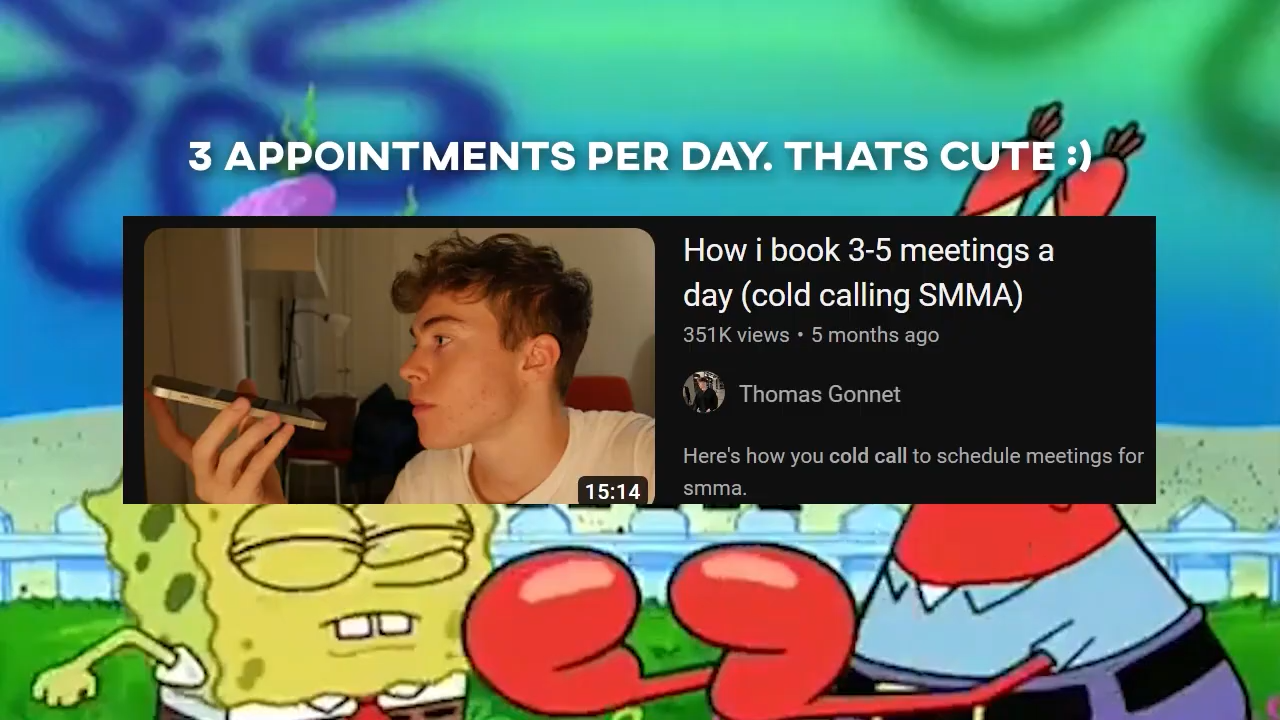 3 APPOINTMENTS PER DAY. THATS CUTE :)
How i book 3-5 meetings a
day (cold calling SMMA)
351K views • 5 months ago
Thomas Gonnet
Here's how you cold call to schedule meetings for
smma.
15:14